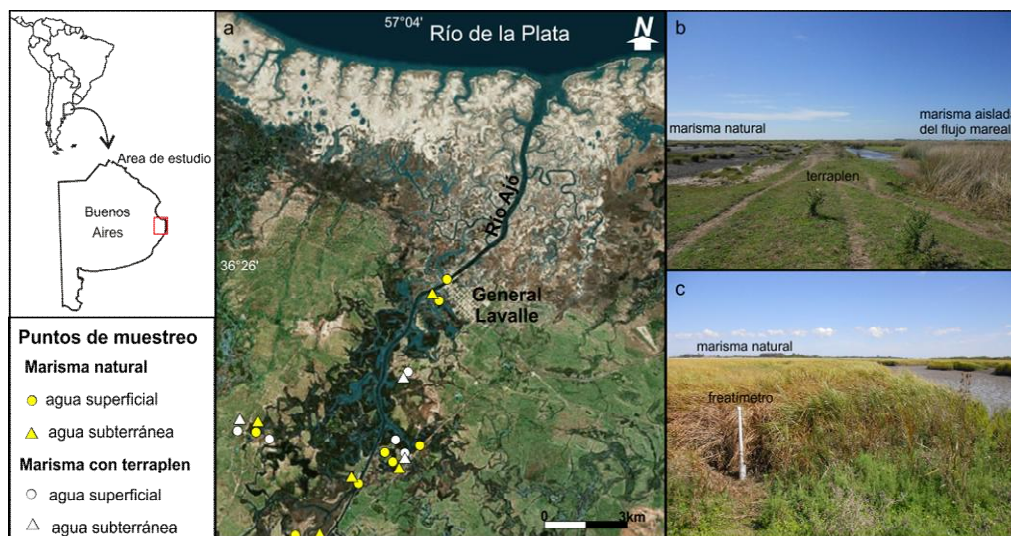 Area de estudio
Buenos
Aires
Puntos de muestreo
Marisma natural
agua superficial
agua subterránea
Marisma con terraplen
agua superficial
agua subterránea
a
57°04'
Río de la Plata
N
Río Ajó
36°26'
General
Lavalle
0 3km
b
marisma natural
marisma aislada
del flujo mareal
terraplen
c
marisma natural
freatímetro